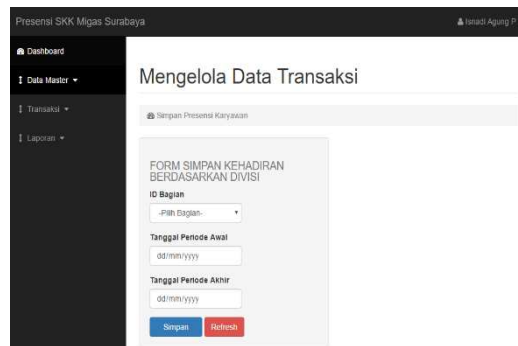 Presensi SKK Migas Surabaya
Isnadi Agung P
Dashboard
Data Master
Transaksi
Laporan
Mengelola Data Transaksi
Simpan Presensi Karyawan
FORM SIMPAN KEHADIRAN
BERDASARKAN DIVISI
ID Bagian
-Pilih Bagian-
Tanggal Periode Awal
dd/mm/yyyy
Tanggal Periode Akhir
dd/mm/yyyy
Simpan Refresh